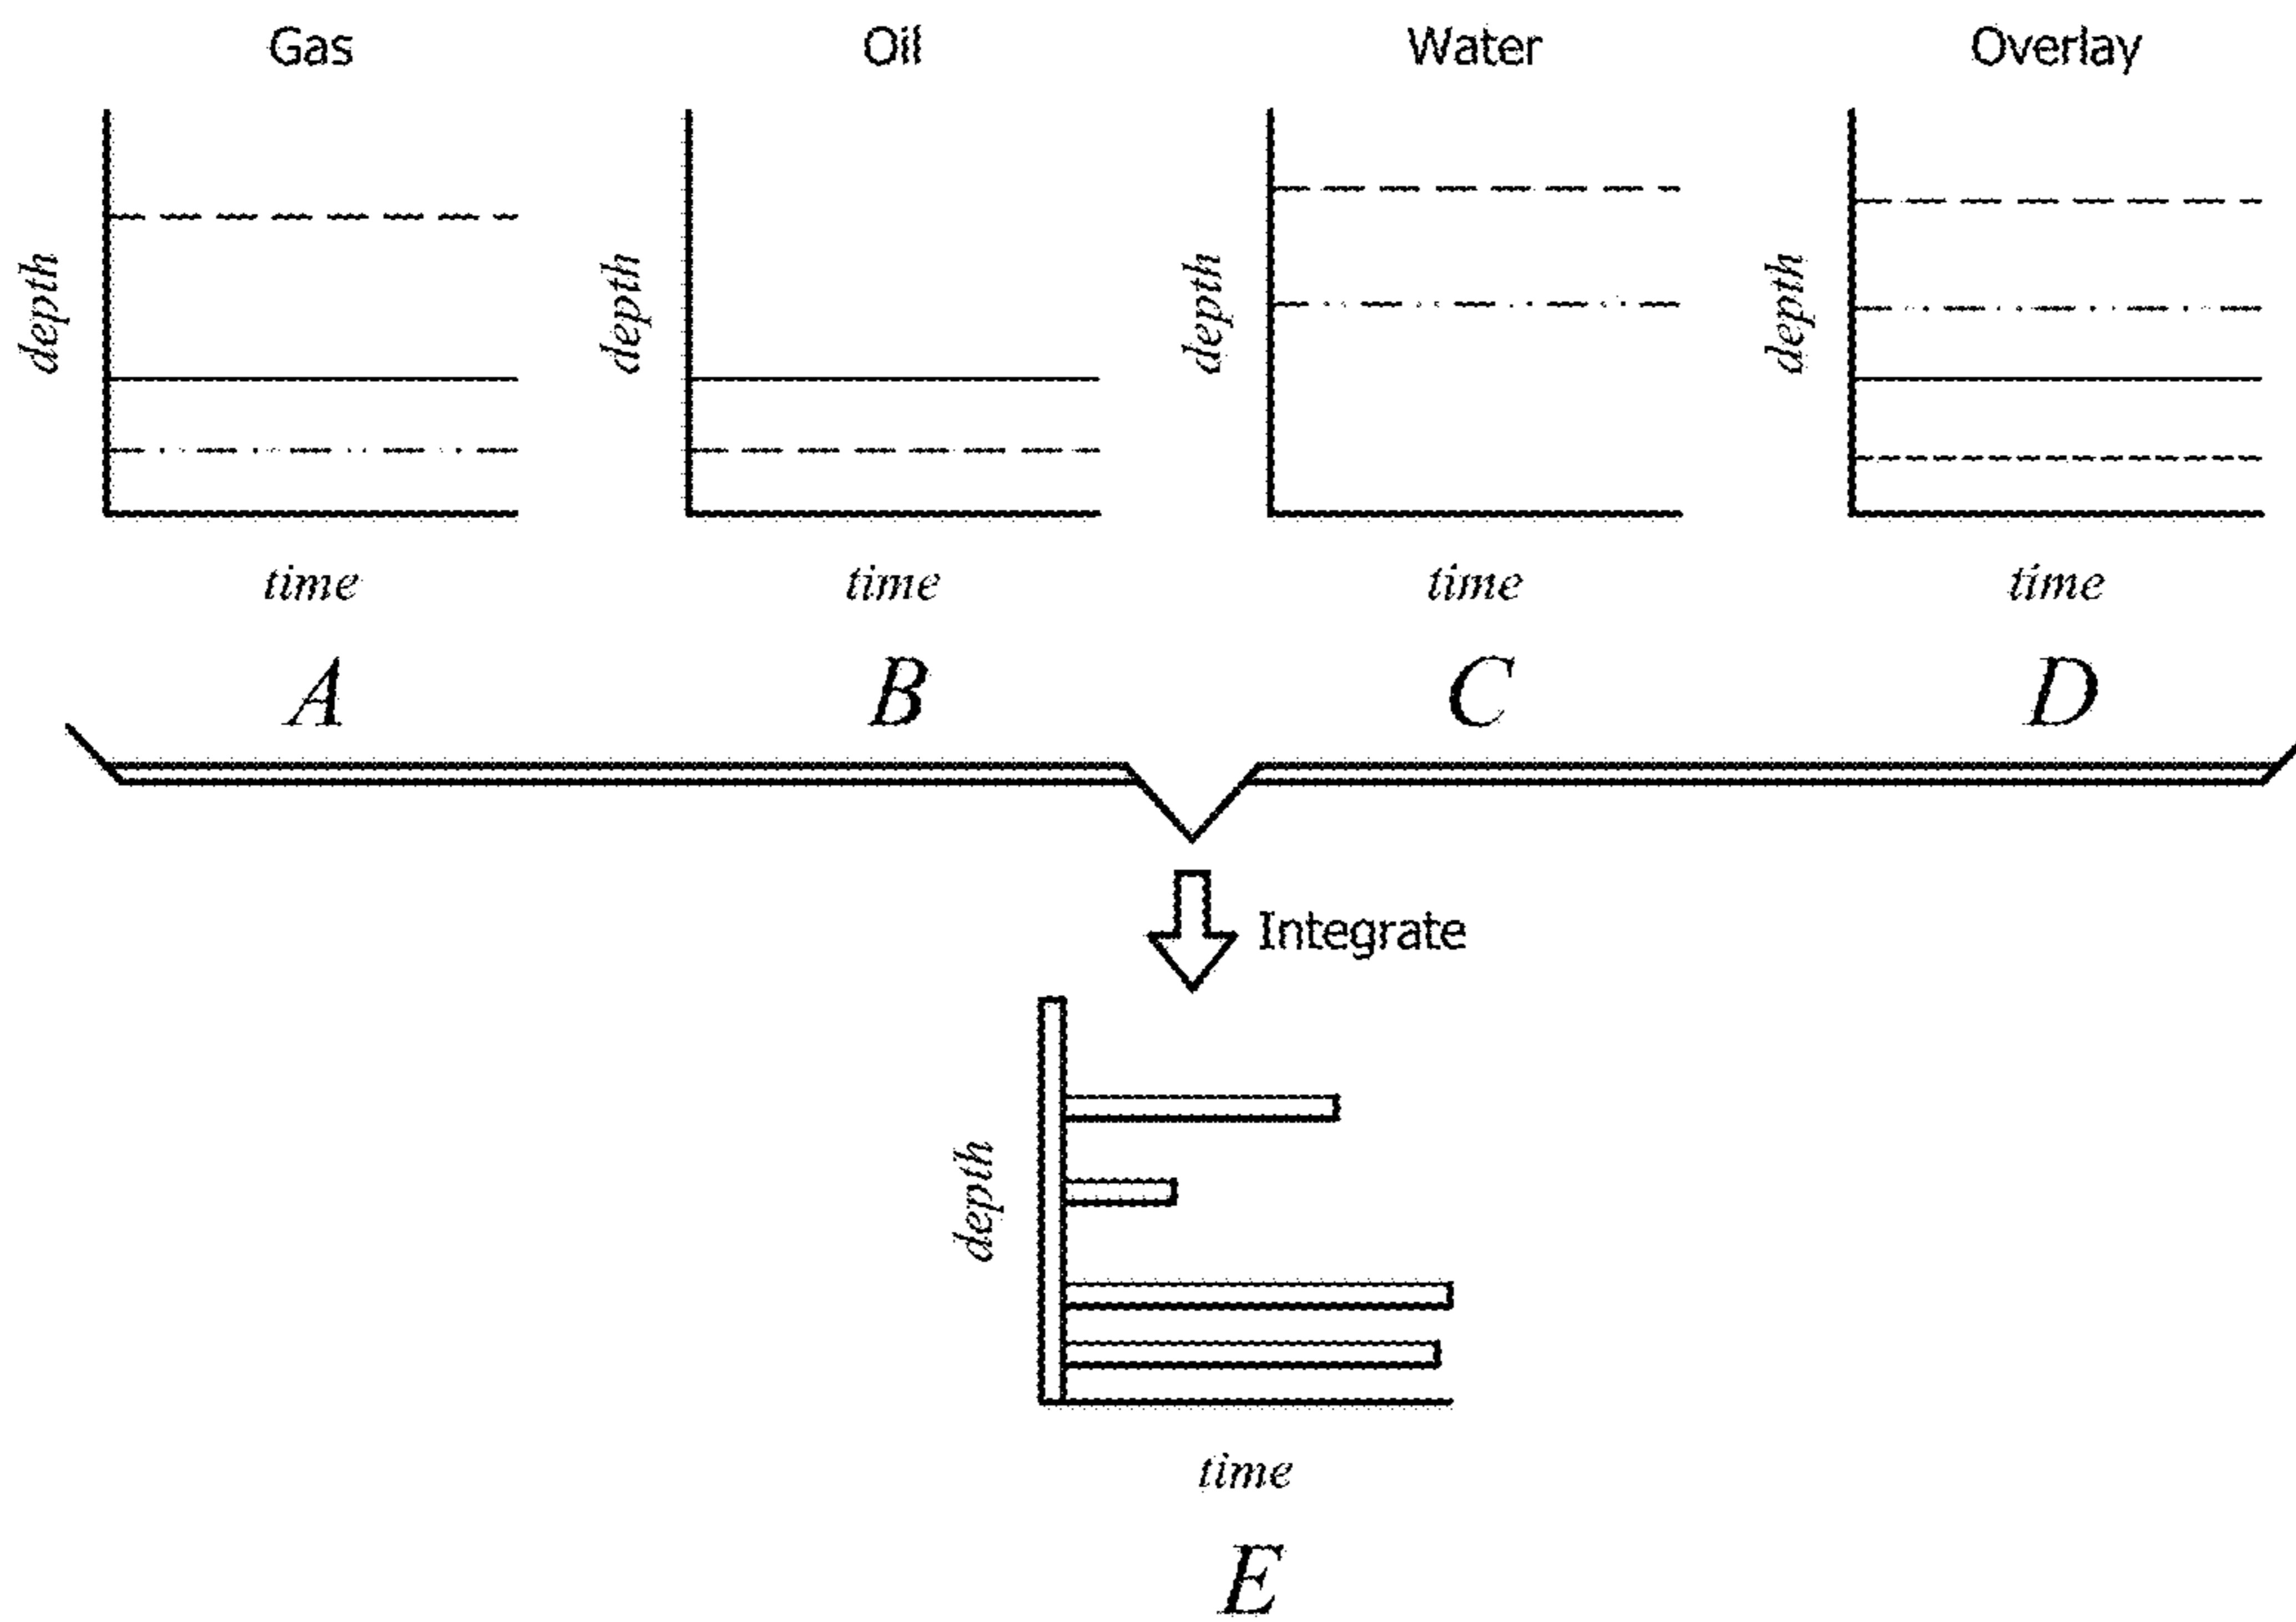 Gas
Oil
Water
Overlay
depth
depth
depth
depth
time
time
time
time
A
B
C
D
Integrate
depth
time
E